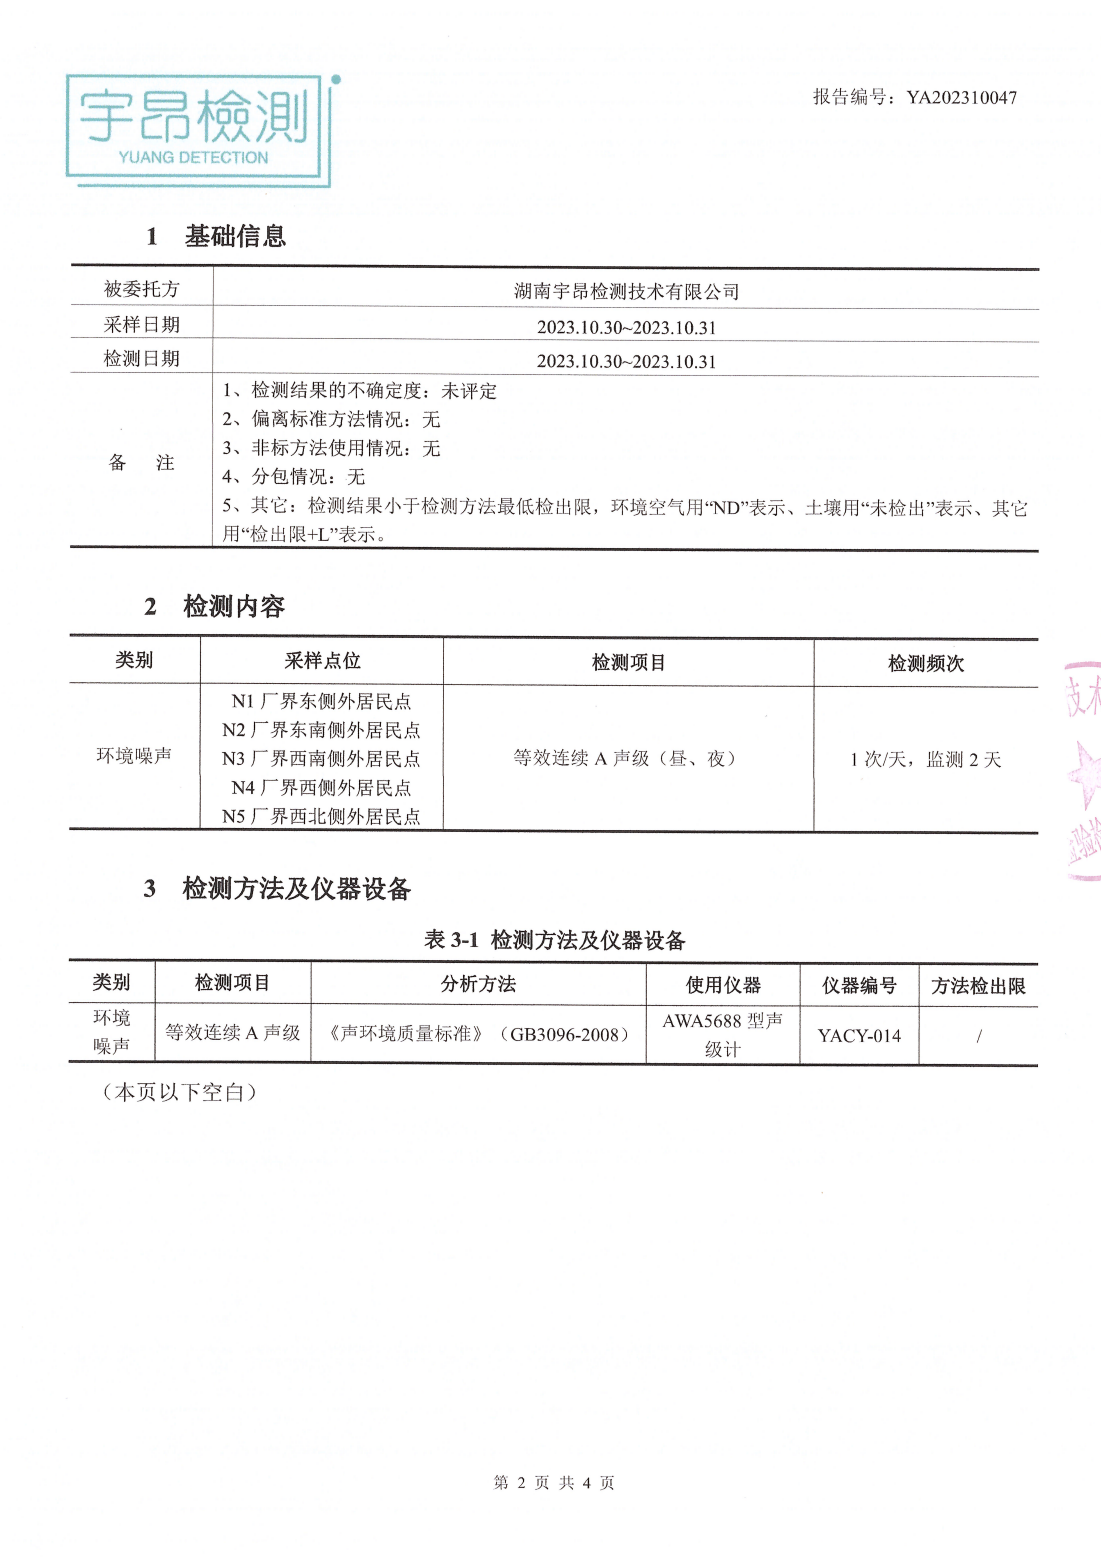 宇昂檢測
YUANG DETECTION
报告编号：YA202310047
1 基础信息
被委托方 湖南宇昂检测技术有限公司
采样日期 2023.10.30~2023.10.31
检测日期 2023.10.30~2023.10.31
备 注
1、检测结果的不确定度：未评定
2、偏离标准方法情况：无
3、非标方法使用情况：无
4、分包情况：无
5、其它：检测结果小于检测方法最低检出限，环境空气用“ND”表示、土壤用“未检出”表示、其它
用“检出限+L”表示。
2 检测内容
类别 采样点位 检测项目 检测频次
环境噪声
N1 厂界东侧外居民点
N2 厂界东南侧外居民点
N3 厂界西南侧外居民点
N4 厂界西侧外居民点
N5 厂界西北侧外居民点
等效连续 A 声级（昼、夜）
1 次/天，监测 2 天
3 检测方法及仪器设备
表 3-1 检测方法及仪器设备
类别 检测项目 分析方法 使用仪器 仪器编号 方法检出限
环境
噪声
等效连续 A 声级
《声环境质量标准》（GB3096-2008）
AWA5688 型声
级计
YACY-014
/
（本页以下空白）
技术
验检
第 2 页 共 4 页